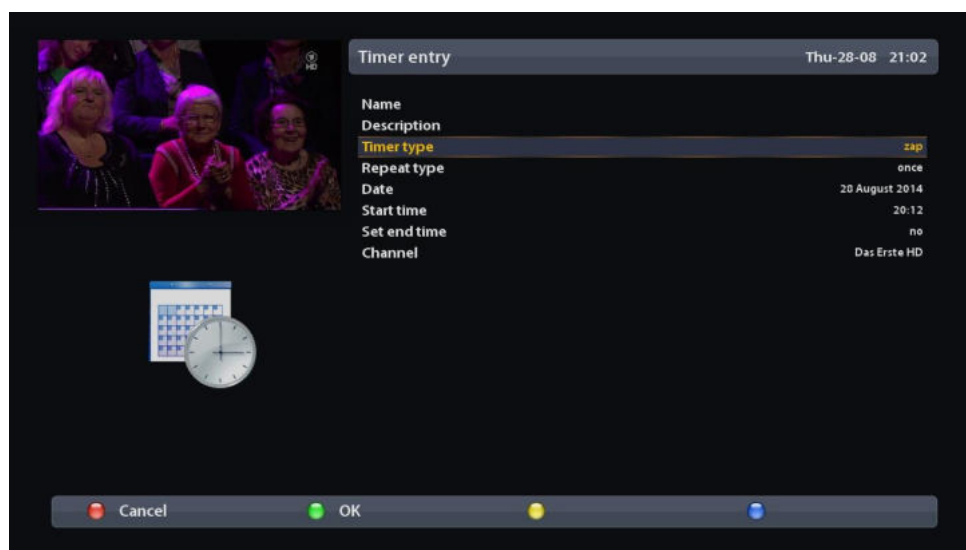 HD
Timer entry Thu-28-08 21:02
Name
Description
Timer type zap
Repeat type once
Date 28 August 2014
Start time 20:12
Set end time no
Channel Das Erste HD
Cancel OK